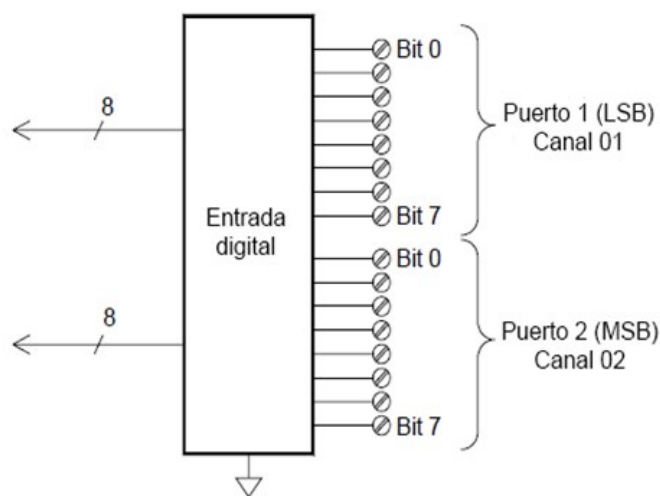 8
8
Entrada
digital
Bit 0
Bit 7
Bit 0
Bit 7
Puerto 1 (LSB)
Canal 01
Puerto 2 (MSB)
Canal 02